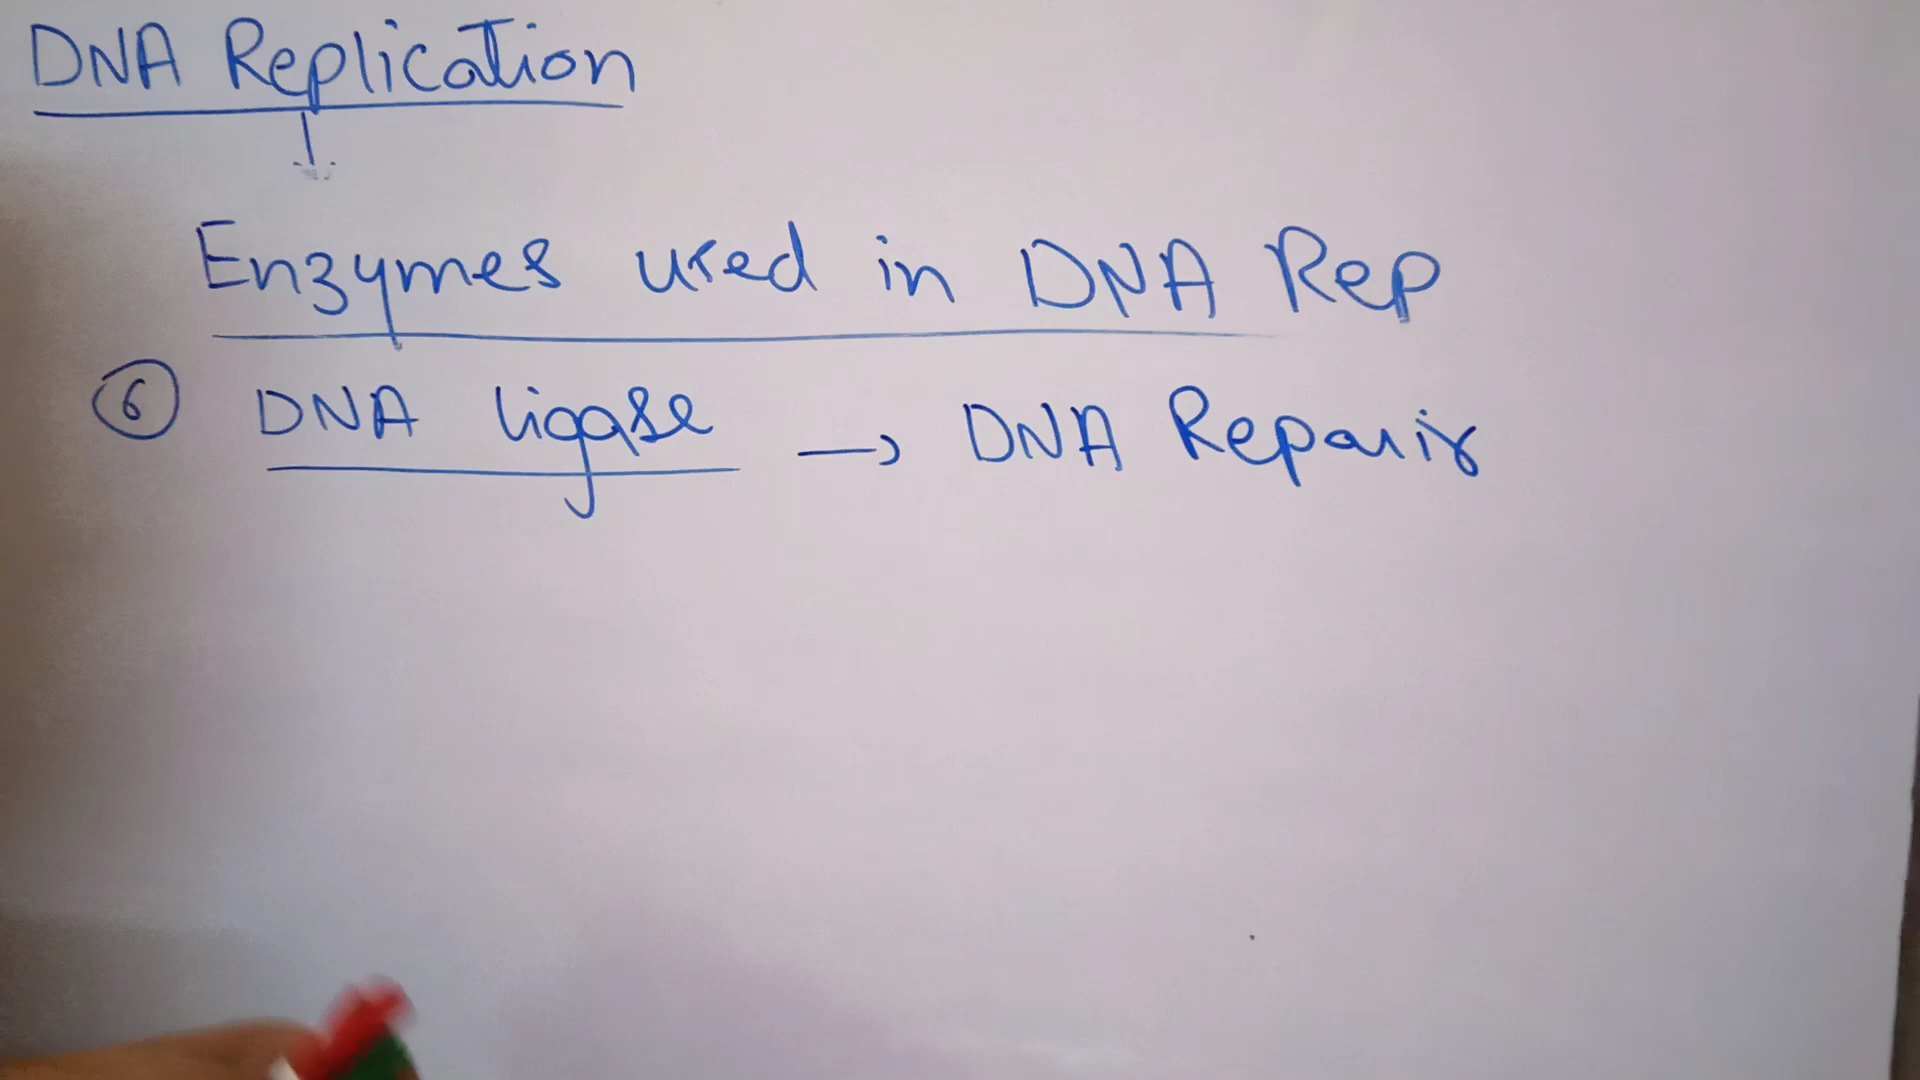 DNA Replication
Enzymes used in DNA Rep
6 DNA ligase → DNA Repair